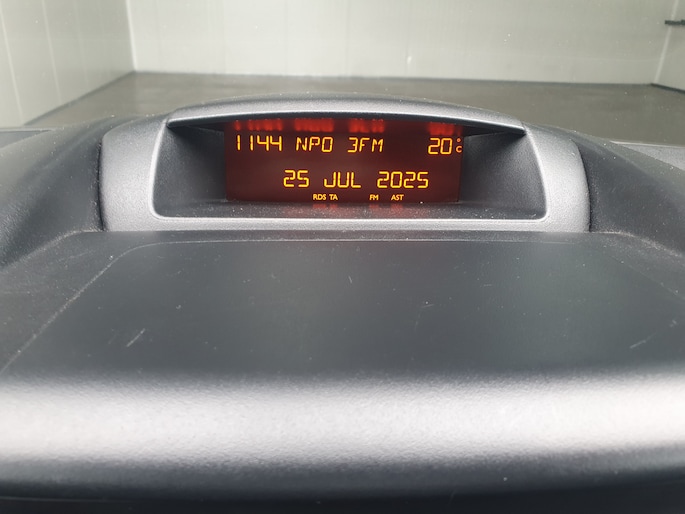 1144 NPO 3FM 20°C
25 JUL 2025
RDS TA FM AST